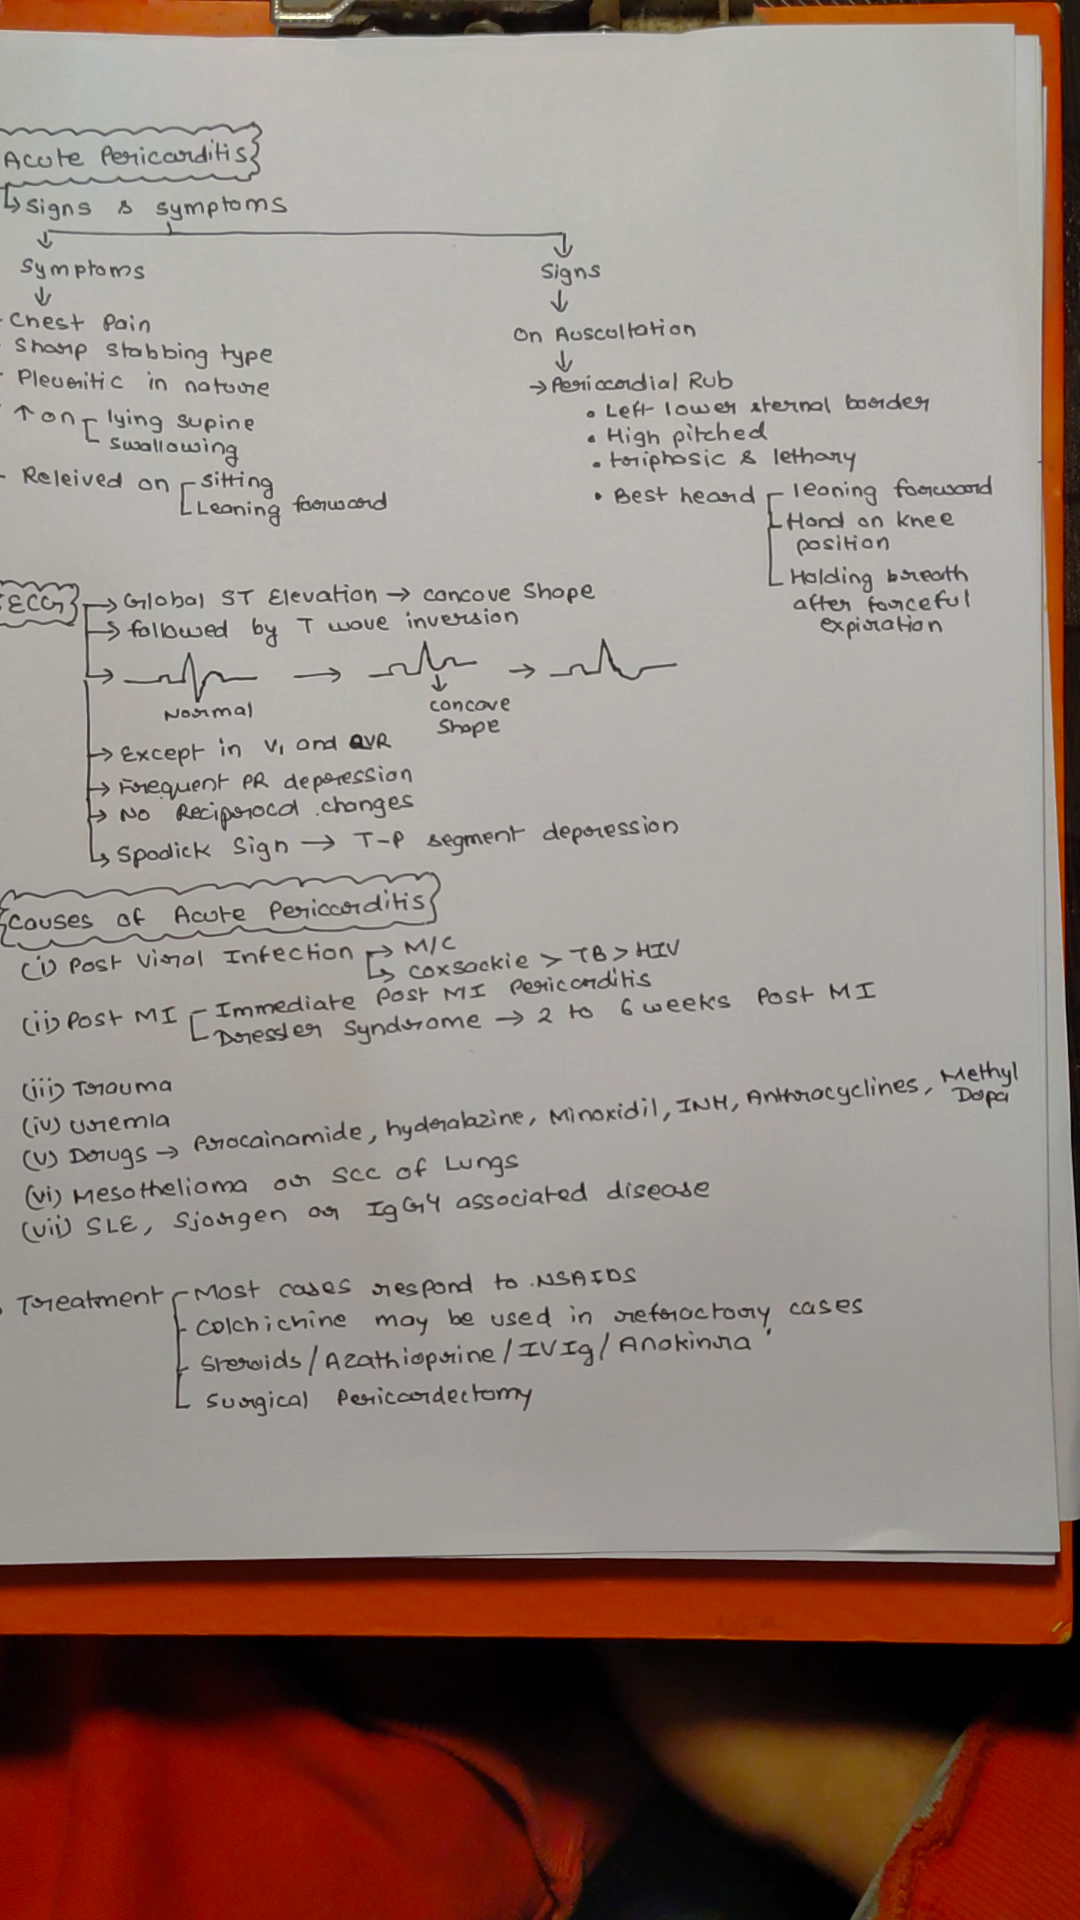 Acute Pericarditis
Signs & symptoms
Symptoms
Chest Pain
Sharp stabbing type
Pleuritic in nature
↑ on lying supine
swallowing
Releived on sitting
Leaning forward
Signs
On Auscultation
→ Pericardial Rub
• Left lower sternal border
• High pitched
• triphasic & lethary
• Best heard leaning forward
Hand on knee
position
Holding breath
after forceful
expiration
ECG → Global ST Elevation → concave shape
→ followed by T wave inversion
Normal
concave
shape
→ Except in V1 and aVR
→ Frequent PR depression
→ No Reciprocal changes
→ Spodick Sign → T-P segment depression
Causes of Acute Pericarditis
(i) Post Viral Infection → M/C
→ coxsackie > TB > HIV
(ii) Post MI Immediate Post MI Pericarditis
Dressler Syndrome → 2 to 6 weeks Post MI
(iii) Trauma
(iv) uremia
(v) Drugs → Procainamide, hyderalazine, Minoxidil, INH, Anthracyclines, Methyl
Dopa
(vi) Mesothelioma or SCC of Lungs
(vii) SLE, Sjorgen or IgG4 associated disease
Treatment Most cases respond to NSAIDS
Colchichine may be used in refractory cases
Steroids / Azathioprine / IVIg / Anakinra
Surgical Pericardectomy